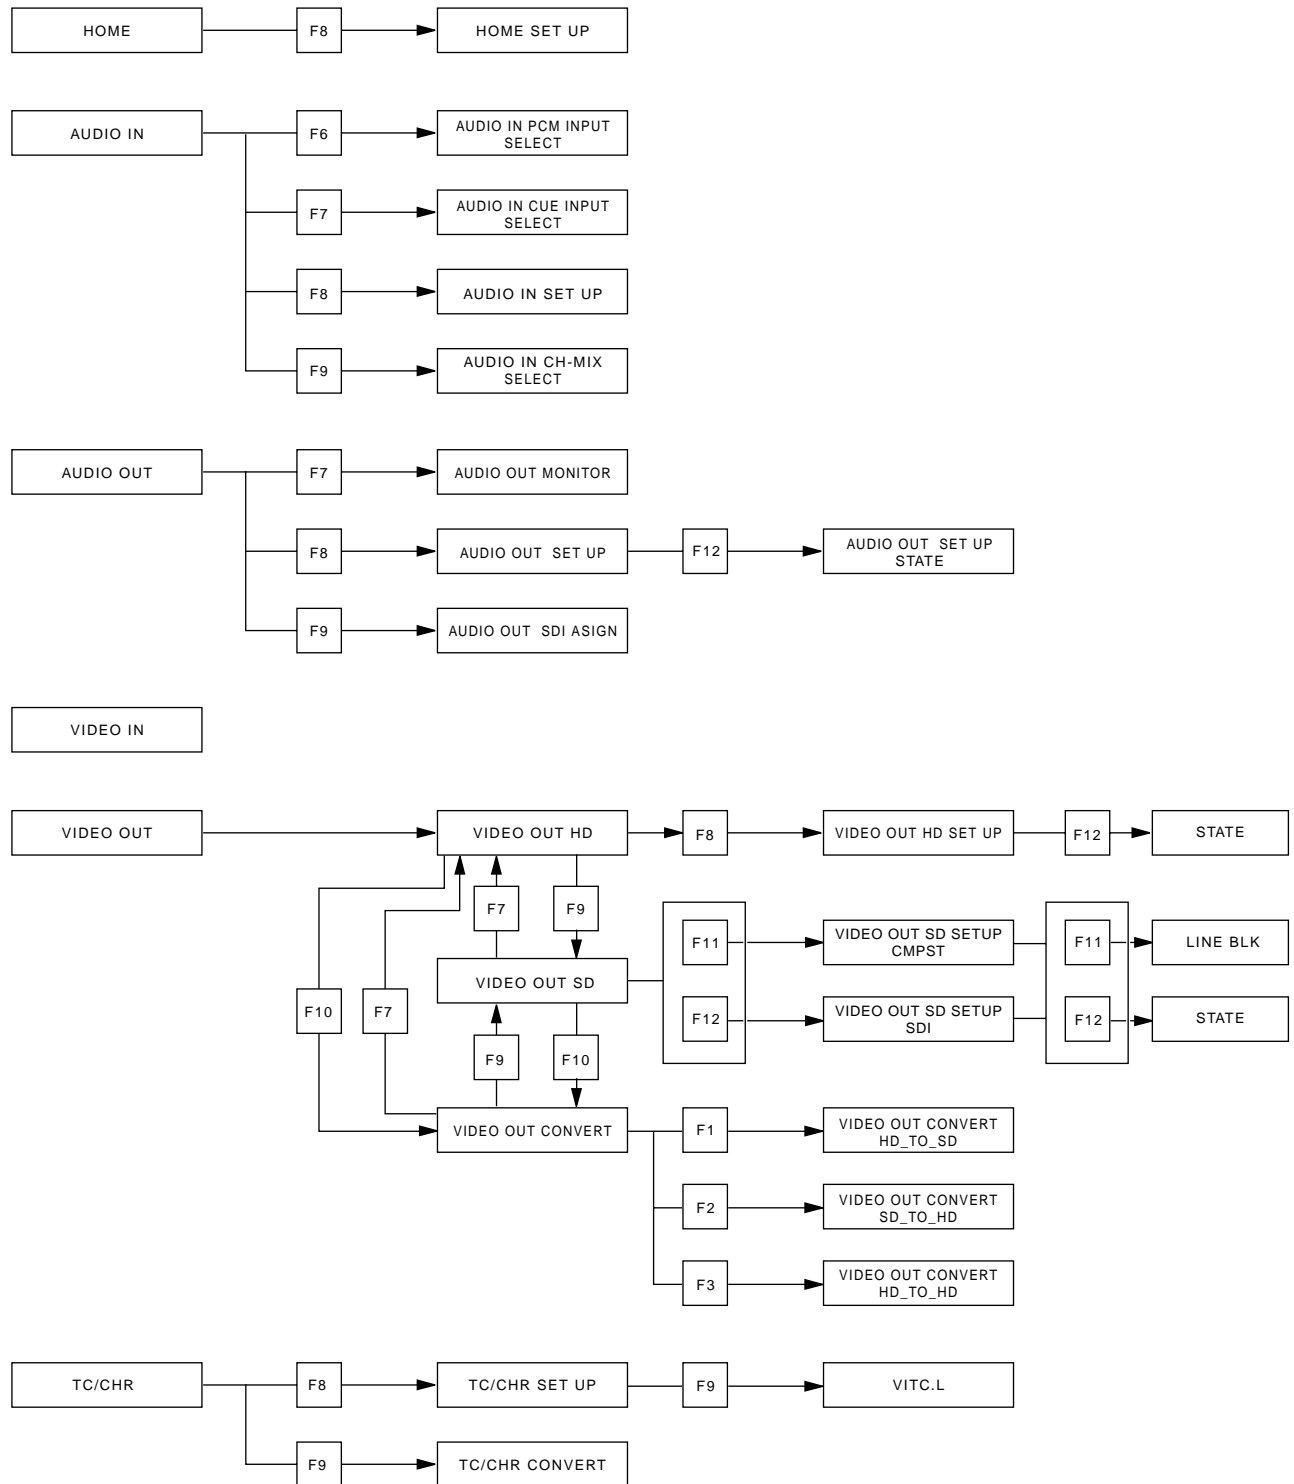 HOME
F8
HOME SET UP
AUDIO IN
F6
AUDIO IN PCM INPUT
SELECT
F7
AUDIO IN CUE INPUT
SELECT
F8
AUDIO IN SET UP
F9
AUDIO IN CH-MIX
SELECT
AUDIO OUT
F7
AUDIO OUT MONITOR
F8
AUDIO OUT SET UP
F12
AUDIO OUT SET UP
STATE
F9
AUDIO OUT SDI ASIGN
VIDEO IN
VIDEO OUT
VIDEO OUT HD
F8
VIDEO OUT HD SET UP
F12
STATE
F7
F9
F11
VIDEO OUT SD SETUP
CMPST
F11
LINE BLK
VIDEO OUT SD
F10
F7
F12
VIDEO OUT SD SETUP
SDI
F12
STATE
F9
F10
VIDEO OUT CONVERT
F1
VIDEO OUT CONVERT
HD_TO_SD
F2
VIDEO OUT CONVERT
SD_TO_HD
F3
VIDEO OUT CONVERT
HD_TO_HD
TC/CHR
F8
TC/CHR SET UP
F9
VITC.L
F9
TC/CHR CONVERT